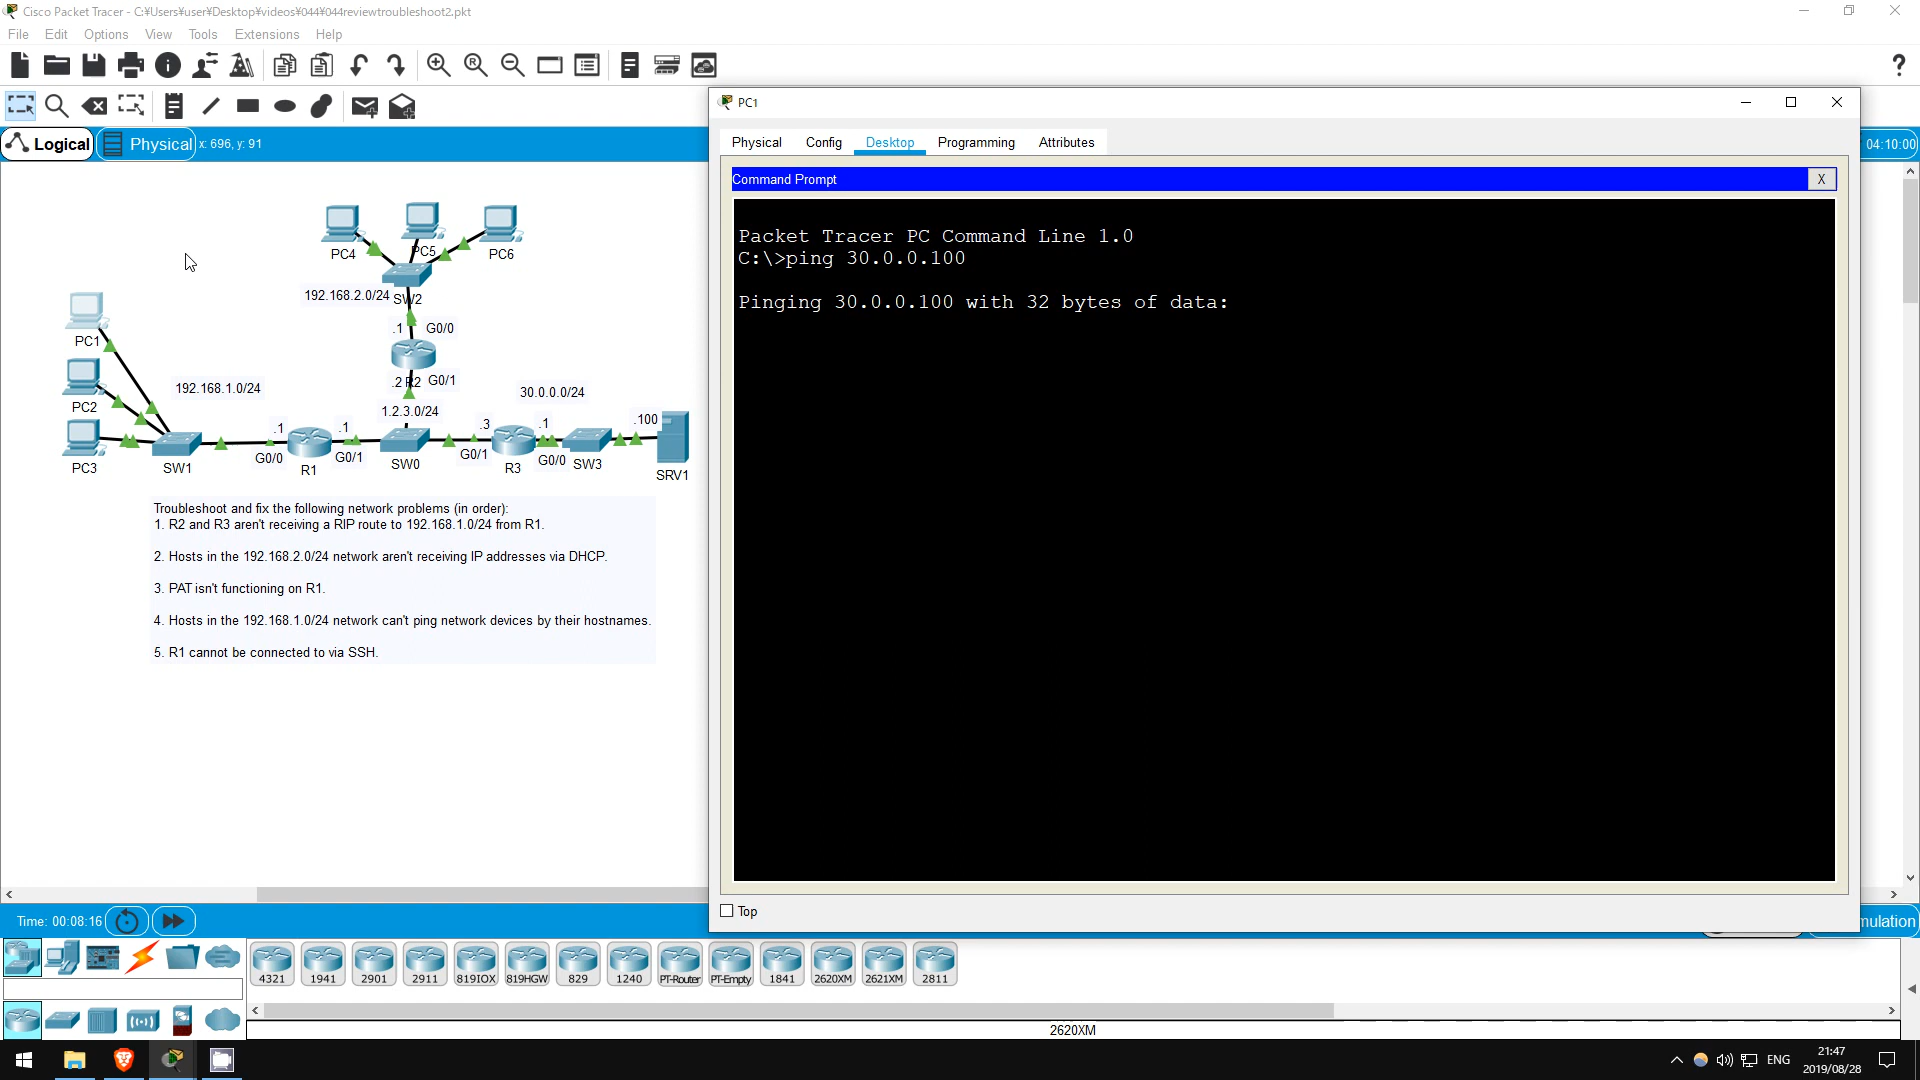 Cisco Packet Tracer - C:¥Users¥user¥Desktop¥videos¥044¥044reviewtroubleshoot2.pkt
File Edit Options View Tools Extensions Help
PC1
Logical Physical x: 696, y: 91
04:10:00
Physical Config Desktop Programming Attributes
Command Prompt
X
Packet Tracer PC Command Line 1.0
C:\>ping 30.0.0.100
Pinging 30.0.0.100 with 32 bytes of data:
PC4 PC5 PC6
192.168.2.0/24 SW2
.1 G0/0
PC1
.2 R2 G0/1
192.168.1.0/24
30.0.0.0/24
PC2
1.2.3.0/24
.1 .1 .3 .1 .100
G0/0 G0/1 G0/1 G0/0
PC3 SW1 R1 SW0 R3 SW3 SRV1
Troubleshoot and fix the following network problems (in order):
1. R2 and R3 aren't receiving a RIP route to 192.168.1.0/24 from R1.
2. Hosts in the 192.168.2.0/24 network aren't receiving IP addresses via DHCP.
3. PAT isn't functioning on R1.
4. Hosts in the 192.168.1.0/24 network can't ping network devices by their hostnames.
5. R1 cannot be connected to via SSH.
Top
Time: 00:08:16
mulation
4321 1941 2901 2911 819IOX 819HGW 829 1240 PT-Router PT-Empty 1841 2620XM 2621XM 2811
2620XM
ENG
21:47
2019/08/28